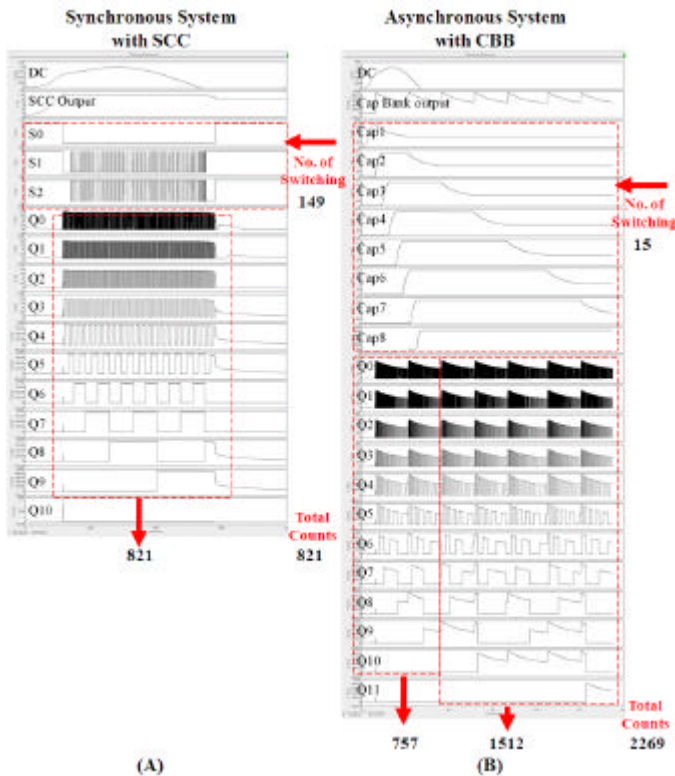 Synchronous System
with SCC
DC
SCC Output
S0
S1
S2
No. of
Switching
149
Q0
Q1
Q2
Q3
Q4
Q5
Q6
Q7
Q8
Q9
Q10
821
Total
Counts
821
(A)
Asynchronous System
with CBB
DC
Cap Bank output
Cap1
Cap2
Cap3
Cap4
Cap5
Cap6
Cap7
Cap8
No. of
Switching
15
Q0
Q1
Q2
Q3
Q4
Q5
Q6
Q7
Q8
Q9
Q10
Q11
757
1512
Total
Counts
2269
(B)